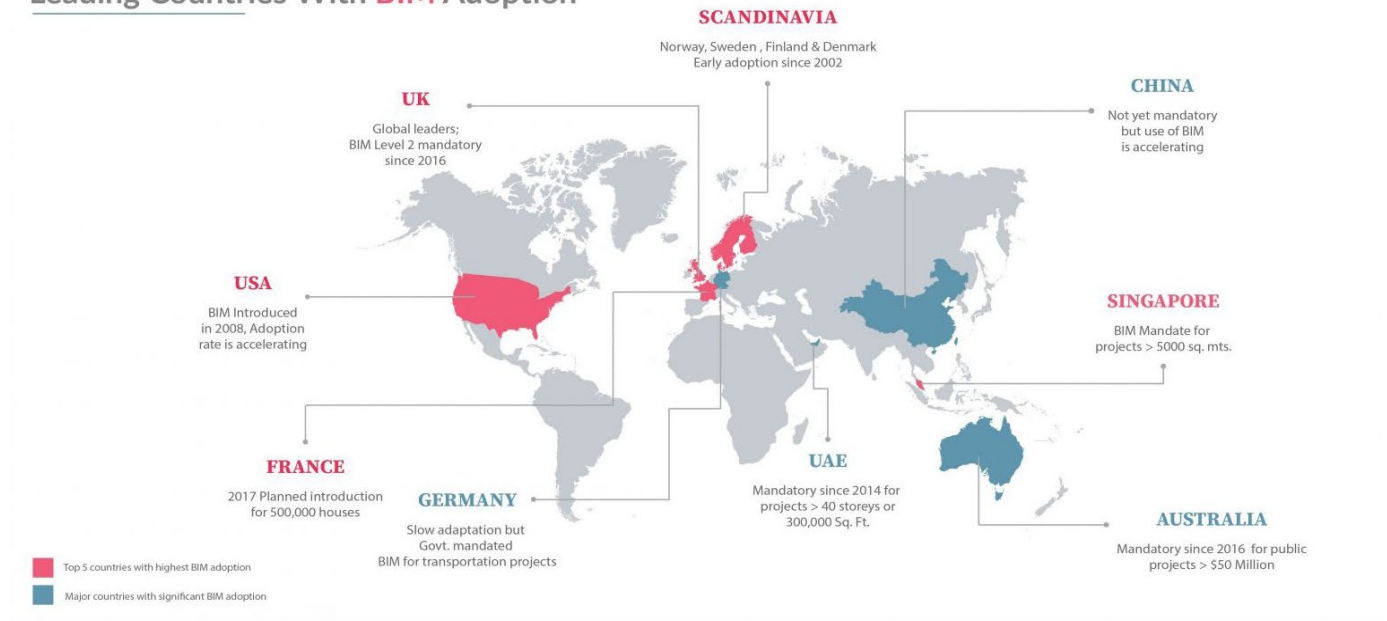 Leading Countries With BIM Adoption
SCANDINAVIA
Norway, Sweden , Finland & Denmark
Early adoption since 2002
UK
Global leaders;
BIM Level 2 mandatory
since 2016
CHINA
Not yet mandatory
but use of BIM
is accelerating
USA
BIM Introduced
in 2008, Adoption
rate is accelerating
SINGAPORE
BIM Mandate for
projects > 5000 sq. mts.
FRANCE
2017 Planned introduction
for 500,000 houses
GERMANY
Slow adaptation but
Govt. mandated
BIM for transportation projects
UAE
Mandatory since 2014 for
projects > 40 storeys or
300,000 Sq. Ft.
AUSTRALIA
Mandatory since 2016 for public
projects > $50 Million
Top 5 countries with highest BIM adoption
Major countries with significant BIM adoption